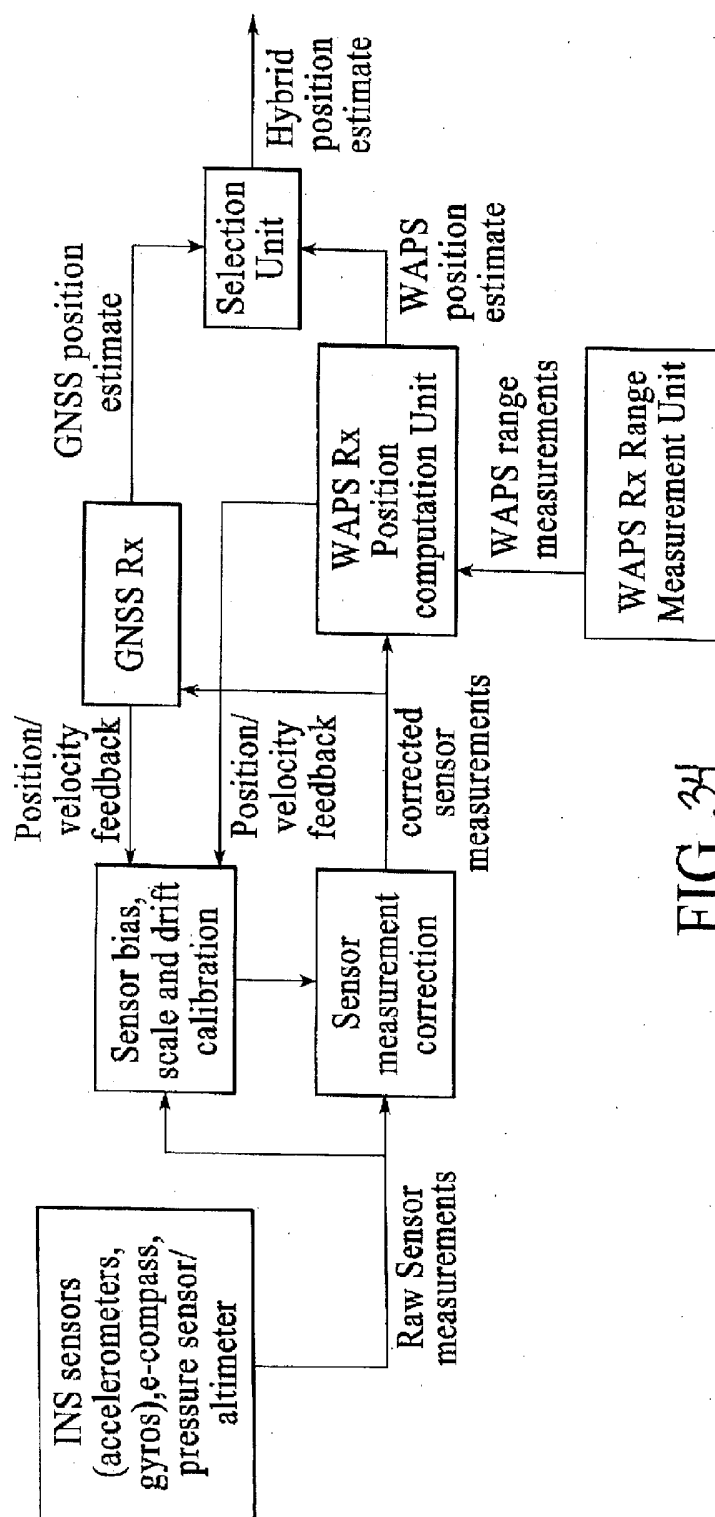 INS sensors
(accelerometers,
gyros),e-compass,
pressure sensor/
altimeter
Raw Sensor
measurements
Sensor bias,
scale and drift
calibration
Sensor
measurement
correction
Position/
velocity
feedback
Position/
velocity
feedback
corrected
sensor
measurements
GNSS Rx
WAPS Rx
Position
computation Unit
WAPS range
measurements
WAPS Rx Range
Measurement Unit
GNSS position
estimate
WAPS
position
estimate
Selection
Unit
Hybrid
position
estimate
FIG. 34